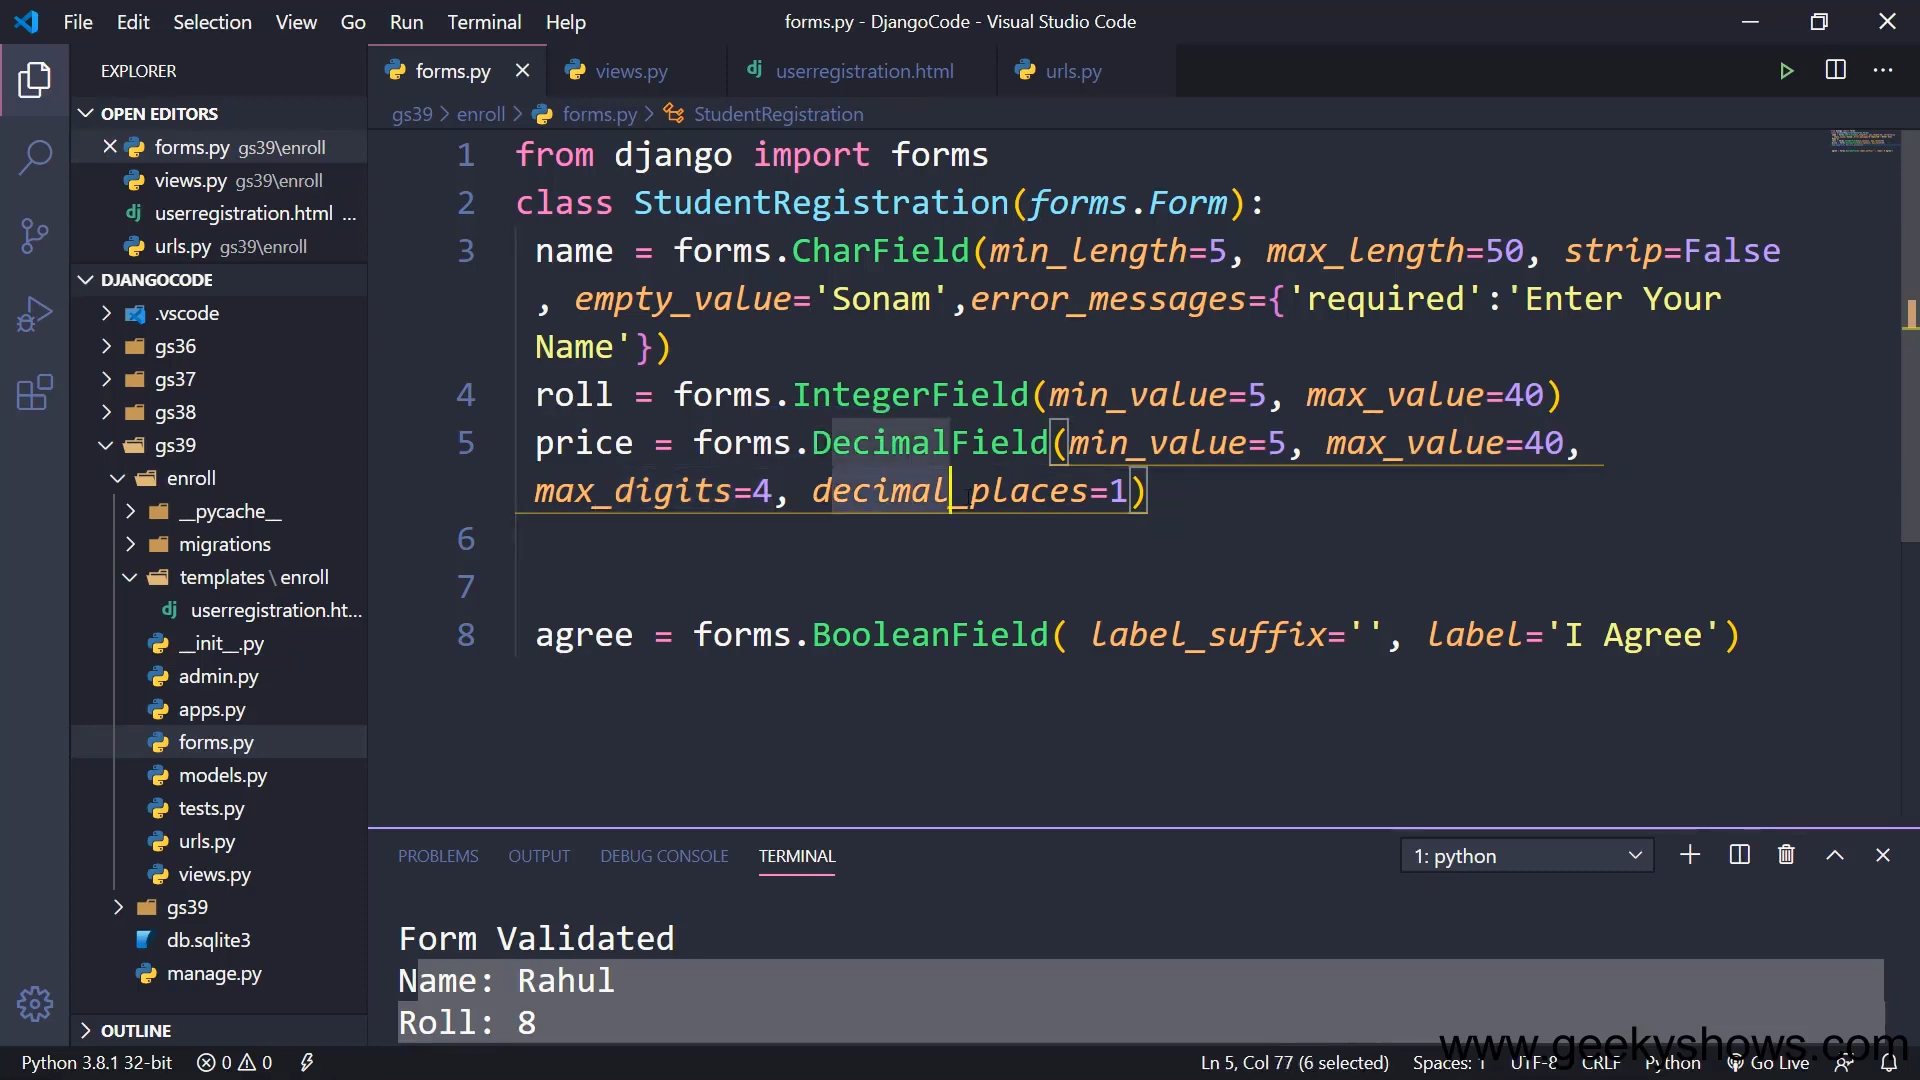 File Edit Selection View Go Run Terminal Help
forms.py - DjangoCode - Visual Studio Code
EXPLORER
OPEN EDITORS
forms.py gs39\enroll
views.py gs39\enroll
userregistration.html ...
urls.py gs39\enroll
DJANGOCODE
.vscode
gs36
gs37
gs38
gs39
enroll
__pycache__
migrations
templates \ enroll
userregistration.ht...
__init__.py
admin.py
apps.py
forms.py
models.py
tests.py
urls.py
views.py
gs39
db.sqlite3
manage.py
OUTLINE
forms.py
views.py
userregistration.html
urls.py
gs39 > enroll > forms.py > StudentRegistration
1 from django import forms
2 class StudentRegistration(forms.Form):
3 name = forms.CharField(min_length=5, max_length=50, strip=False
, empty_value='Sonam',error_messages={'required':'Enter Your
Name'})
4 roll = forms.IntegerField(min_value=5, max_value=40)
5 price = forms.DecimalField(min_value=5, max_value=40,
max_digits=4, decimal_places=1)
6
7
8 agree = forms.BooleanField( label_suffix='', label='I Agree')
PROBLEMS OUTPUT DEBUG CONSOLE TERMINAL
1: python
Form Validated
Name: Rahul
Roll: 8
www.geekyshows.com
Python 3.8.1 32-bit 0 0
Ln 5, Col 77 (6 selected) Spaces: 1 UTF-8 CRLF Python Go Live